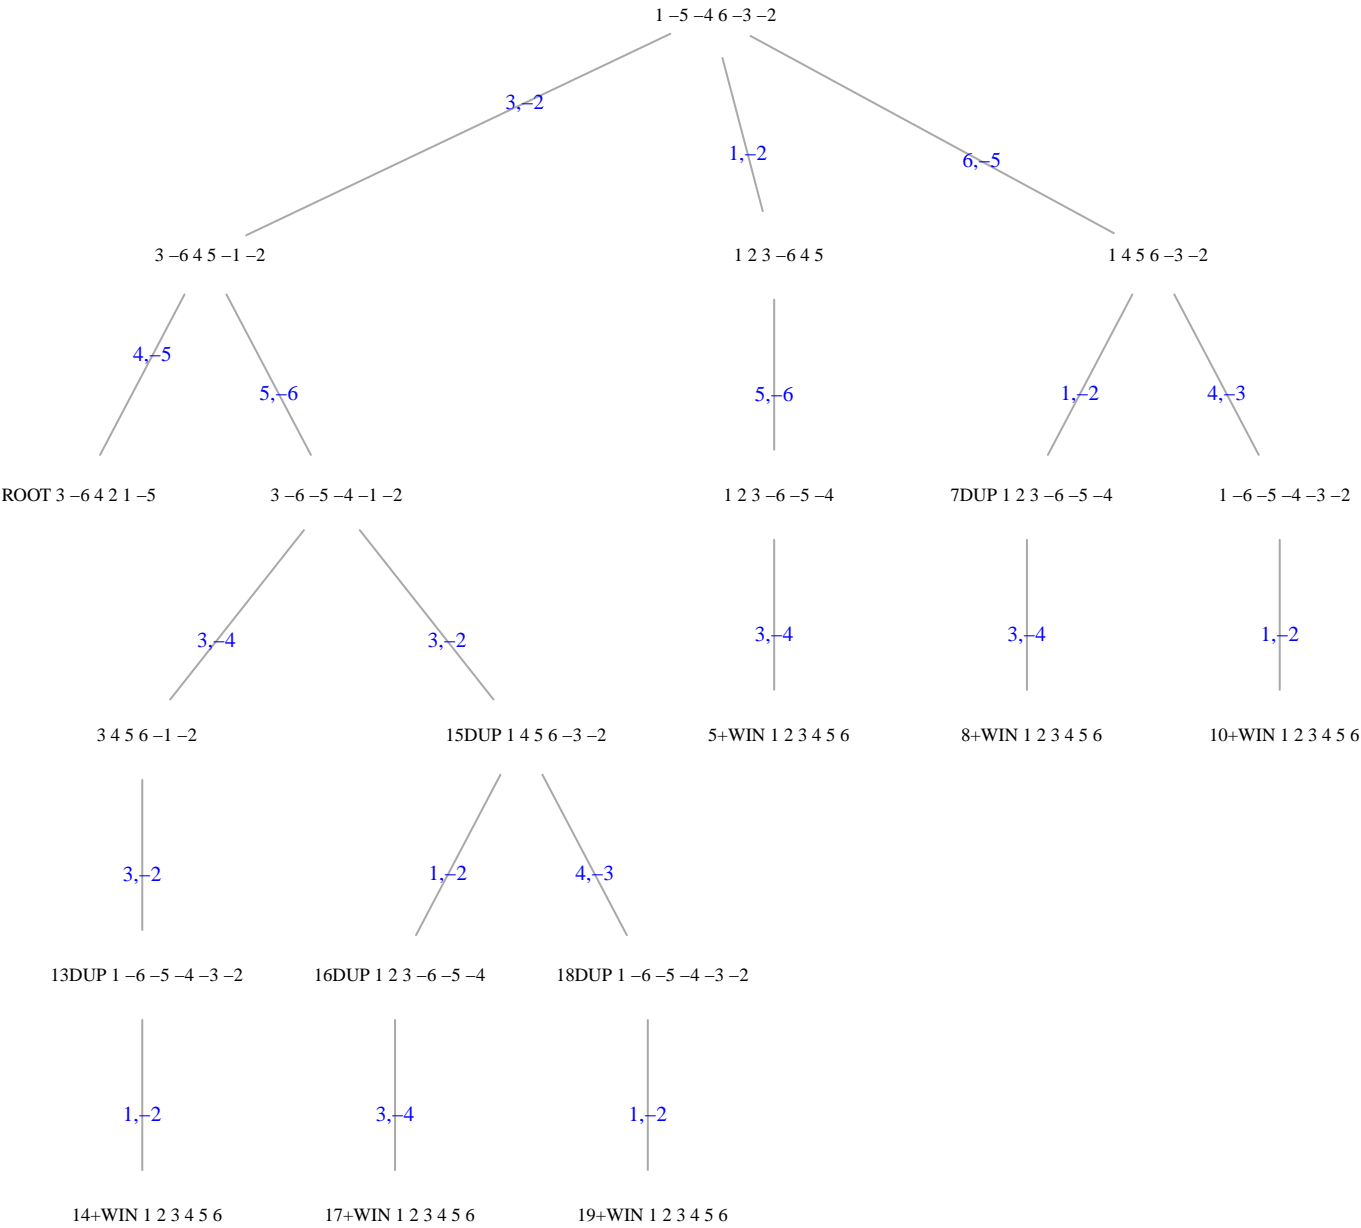 1 –5 –4 6 –3 –2
3,–2
1,–2
6,–5
3 –6 4 5 –1 –2
1 2 3 –6 4 5
1 4 5 6 –3 –2
4,–5
5,–6
5,–6
1,–2
4,–3
ROOT 3 –6 4 2 1 –5
3 –6 –5 –4 –1 –2
1 2 3 –6 –5 –4
7DUP 1 2 3 –6 –5 –4
1 –6 –5 –4 –3 –2
3,–4
3,–2
3,–4
3,–4
1,–2
3 4 5 6 –1 –2
15DUP 1 4 5 6 –3 –2
5+WIN 1 2 3 4 5 6
8+WIN 1 2 3 4 5 6
10+WIN 1 2 3 4 5 6
3,–2
1,–2
4,–3
13DUP 1 –6 –5 –4 –3 –2
16DUP 1 2 3 –6 –5 –4
18DUP 1 –6 –5 –4 –3 –2
1,–2
3,–4
1,–2
14+WIN 1 2 3 4 5 6
17+WIN 1 2 3 4 5 6
19+WIN 1 2 3 4 5 6